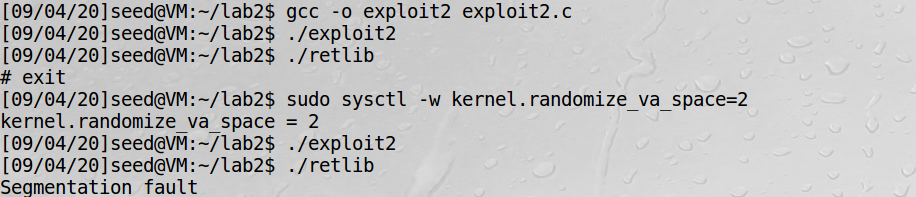 [09/04/20]seed@VM:~/lab2$ gcc -o exploit2 exploit2.c
[09/04/20]seed@VM:~/lab2$ ./exploit2
[09/04/20]seed@VM:~/lab2$ ./retlib
# exit
[09/04/20]seed@VM:~/lab2$ sudo sysctl -w kernel.randomize_va_space=2
kernel.randomize_va_space = 2
[09/04/20]seed@VM:~/lab2$ ./exploit2
[09/04/20]seed@VM:~/lab2$ ./retlib
Segmentation fault